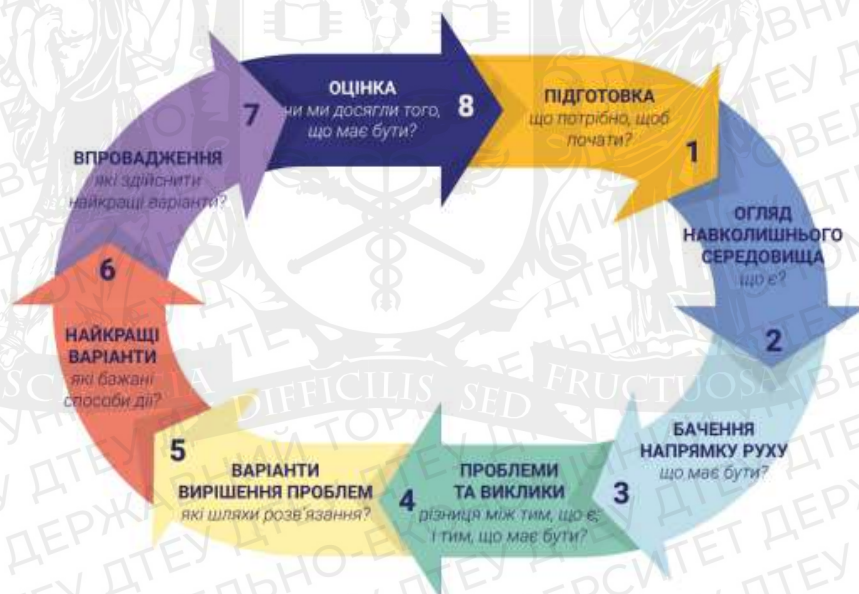 ПІДГОТОВКА
що потрібно, щоб
почати?
1
ОГЛЯД
НАВКОЛИШНЬОГО
СЕРЕДОВИЩА
що є?
2
БАЧЕННЯ
НАПРЯМКУ РУХУ
що має бути?
3
ПРОБЛЕМИ
ТА ВИКЛИКИ
різниця між тим, що є,
і тим, що має бути?
4
ВАРІАНТИ
ВИРІШЕННЯ ПРОБЛЕМ
які шляхи розв'язання?
5
НАЙКРАЩІ
ВАРІАНТИ
які бажані
способи дії?
6
ВПРОВАДЖЕННЯ
які здійснити
найкращі варіанти?
7
ОЦІНКА
чи ми досягли того,
що має бути?
8
DIFFICILIS SED FRUCTUOSA